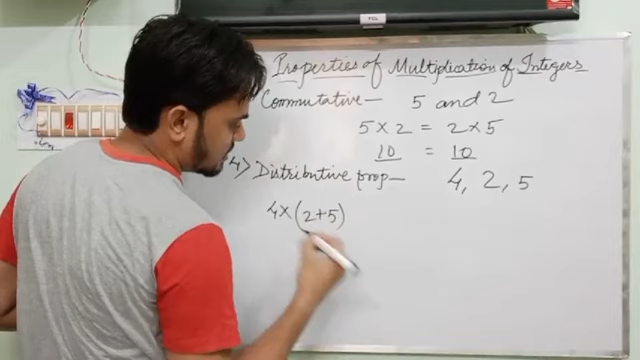 TCL
Properties of Multiplication of Integers
Commutative— 5 and 2
5×2 = 2×5
10 = 10
4) Distributive prop— 4, 2, 5
4×(2+5)